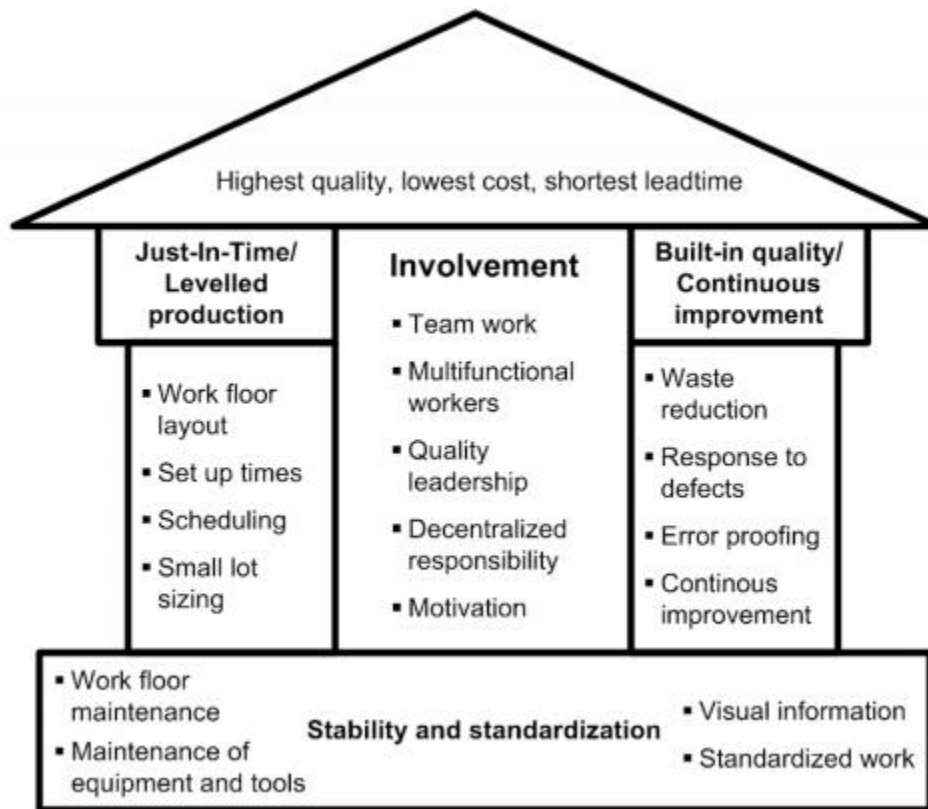 Highest quality, lowest cost, shortest leadtime
Just-In-Time/
Levelled
production
▪ Work floor
layout
▪ Set up times
▪ Scheduling
▪ Small lot
sizing
Involvement
▪ Team work
▪ Multifunctional
workers
▪ Quality
leadership
▪ Decentralized
responsibility
▪ Motivation
Built-in quality/
Continuous
improvment
▪ Waste
reduction
▪ Response to
defects
▪ Error proofing
▪ Continous
improvement
▪ Work floor
maintenance
▪ Maintenance of
equipment and tools
Stability and standardization
▪ Visual information
▪ Standardized work